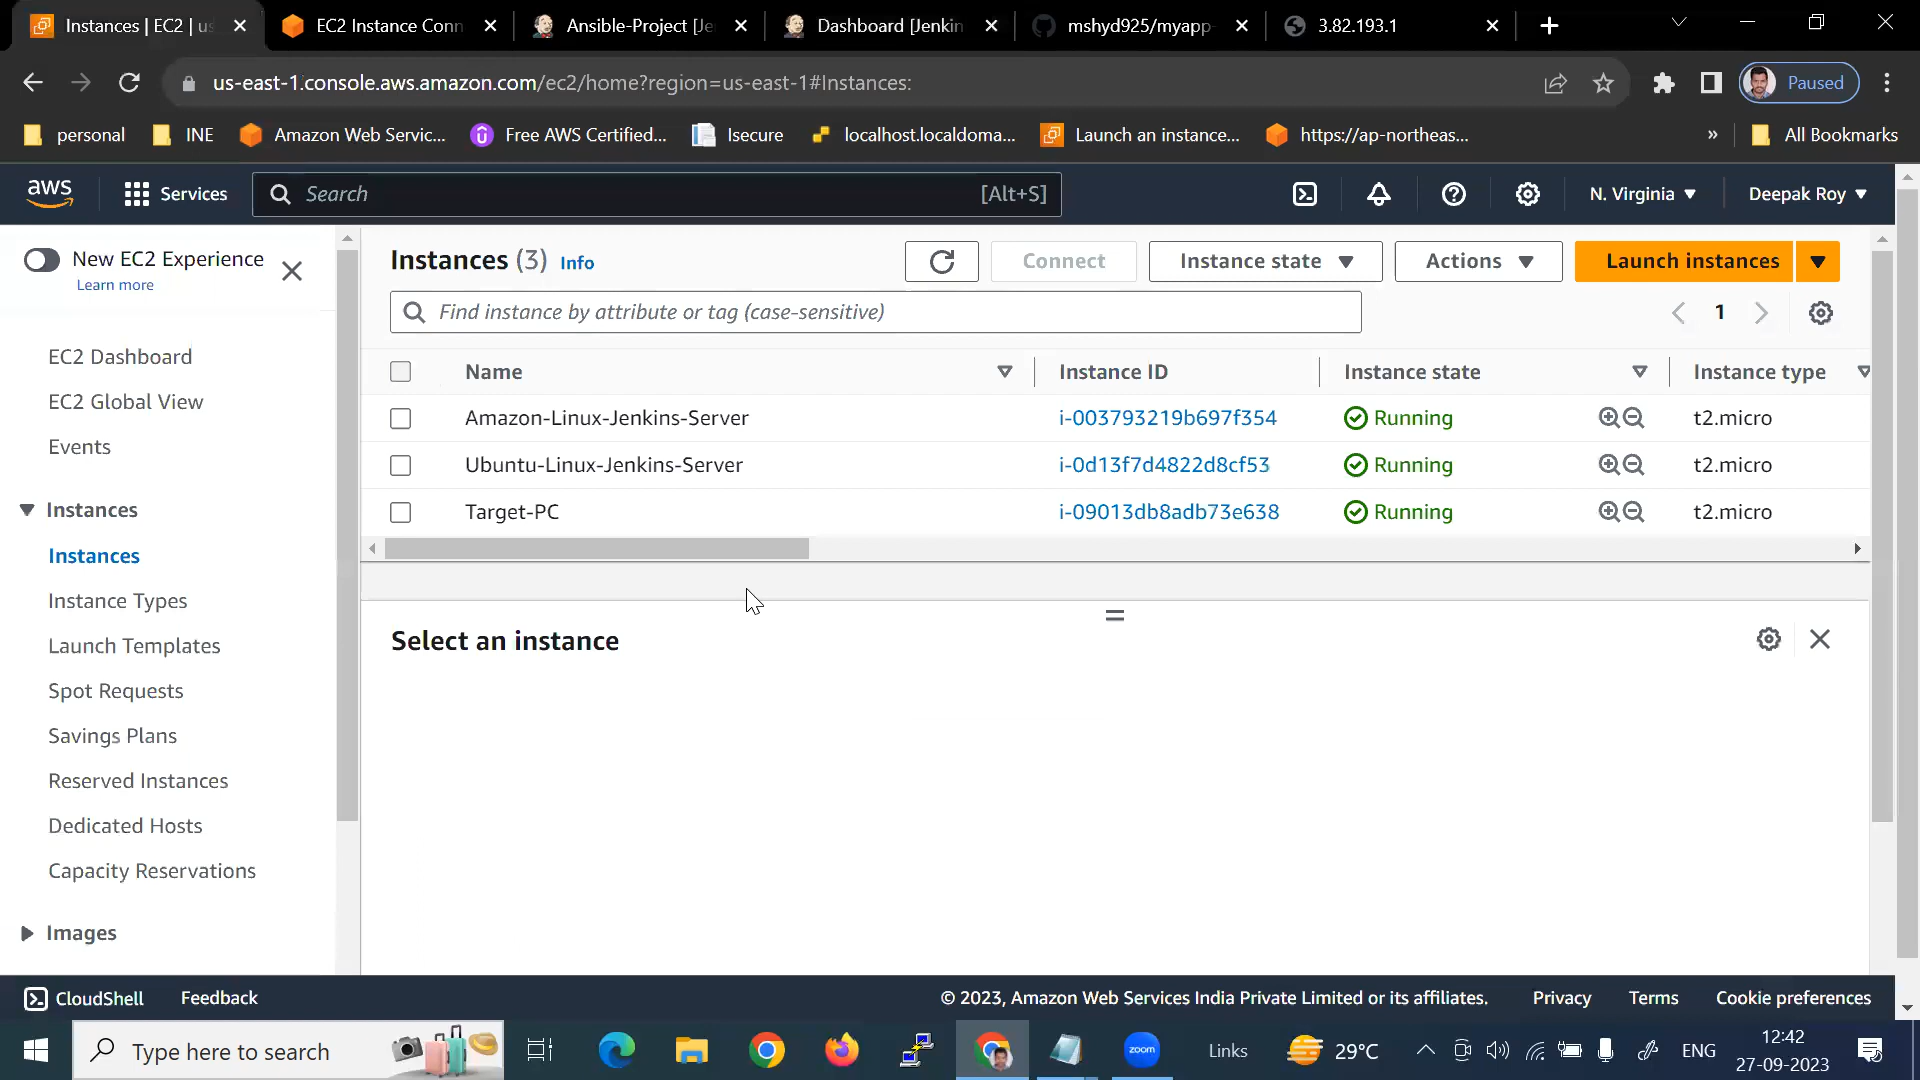 Instances | EC2 | us
EC2 Instance Conn
Ansible-Project [Je
Dashboard [Jenkin
mshyd925/myapp-
3.82.193.1
us-east-1.console.aws.amazon.com/ec2/home?region=us-east-1#Instances:
Paused
personal
INE
Amazon Web Servic...
Free AWS Certified...
Isecure
localhost.localdoma...
Launch an instance...
https://ap-northeas...
»
All Bookmarks
aws
Services
Search
[Alt+S]
N. Virginia
Deepak Roy
New EC2 Experience
Learn more
Instances (3) Info
Connect
Instance state
Actions
Launch instances
Find instance by attribute or tag (case-sensitive)
1
Name
Instance ID
Instance state
Instance type
Amazon-Linux-Jenkins-Server
i-003793219b697f354
Running
t2.micro
Ubuntu-Linux-Jenkins-Server
i-0d13f7d4822d8cf53
Running
t2.micro
Target-PC
i-09013db8adb73e638
Running
t2.micro
Select an instance
EC2 Dashboard
EC2 Global View
Events
Instances
Instances
Instance Types
Launch Templates
Spot Requests
Savings Plans
Reserved Instances
Dedicated Hosts
Capacity Reservations
Images
CloudShell
Feedback
© 2023, Amazon Web Services India Private Limited or its affiliates.
Privacy
Terms
Cookie preferences
Type here to search
zoom
Links
29°C
ENG
12:42
27-09-2023